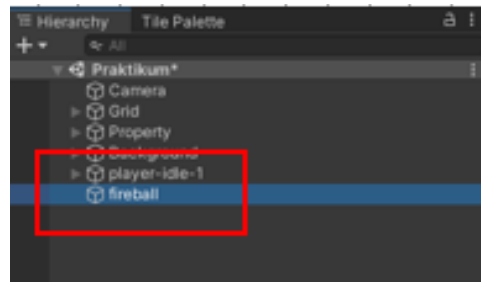 Hierarchy Tile Palette
All
Praktikum*
Camera
Grid
Property
Background
player-idle-1
fireball